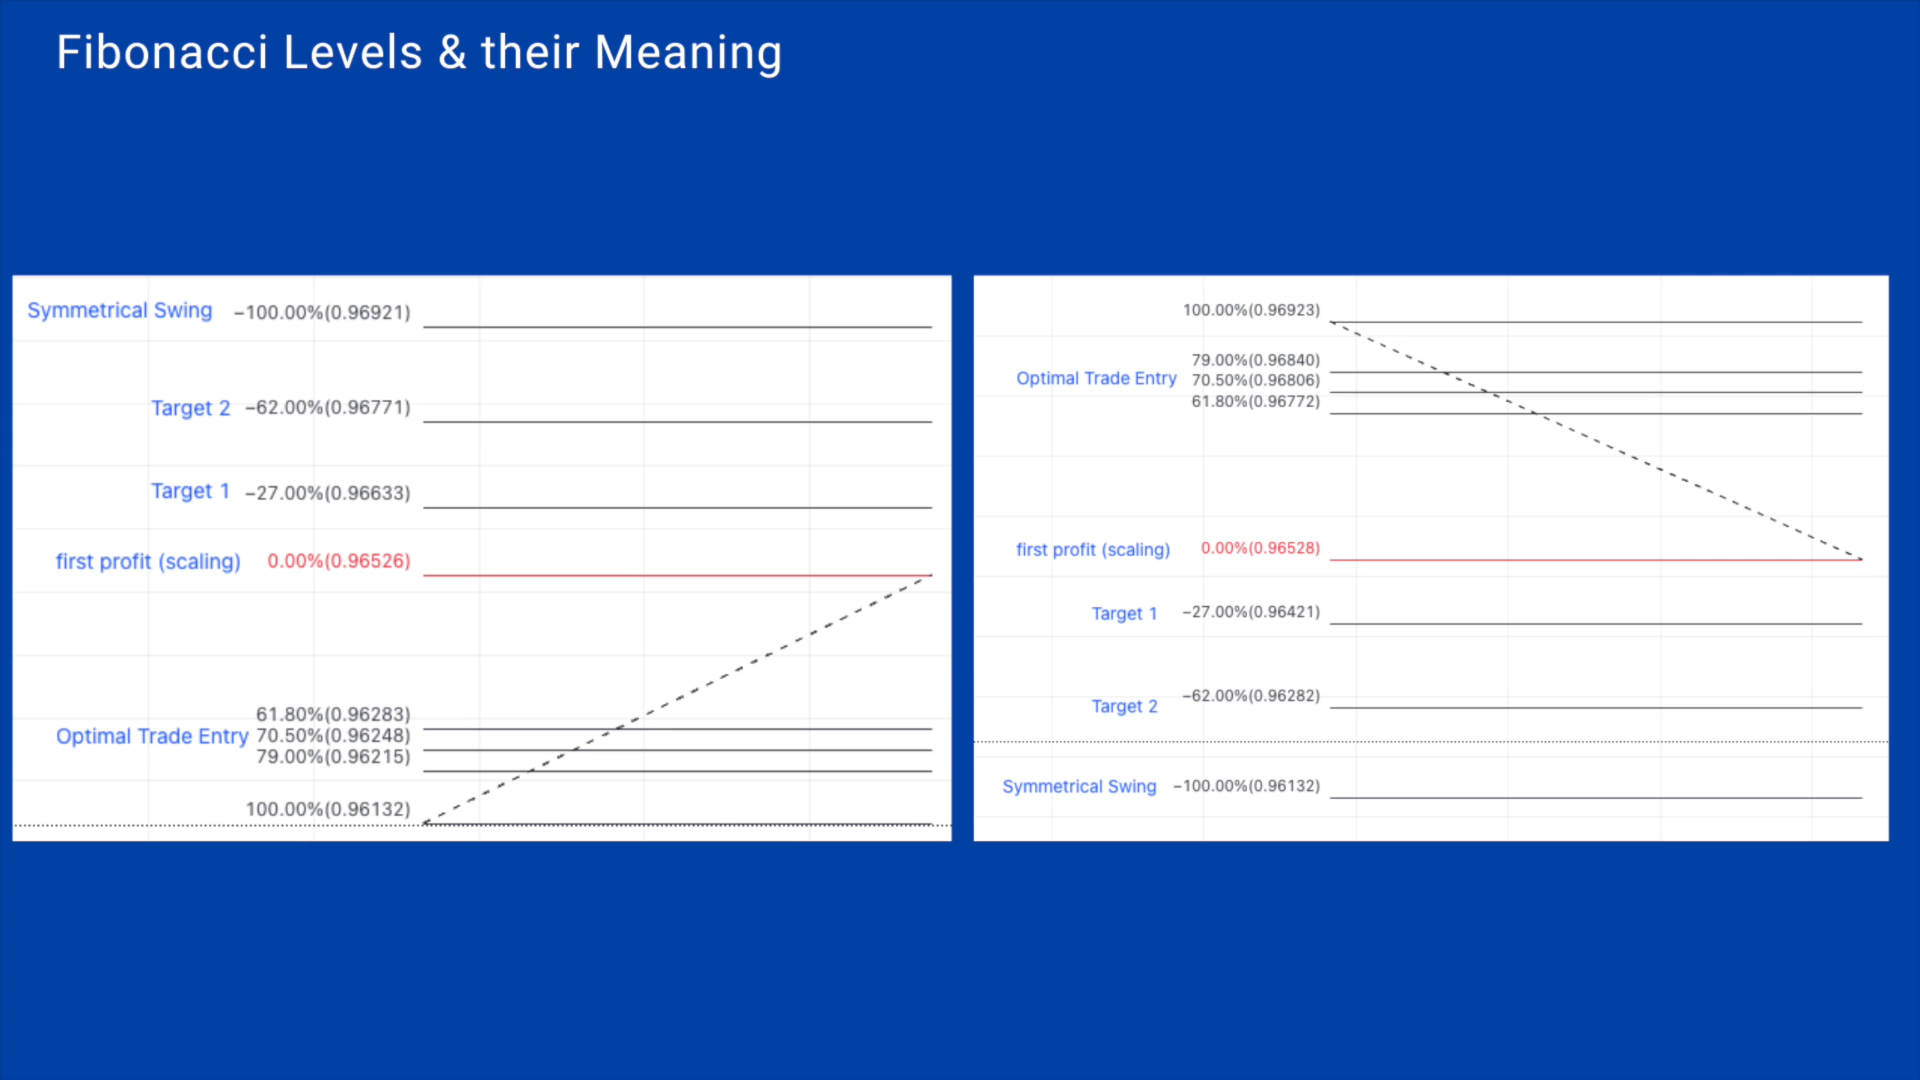 Fibonacci Levels & their Meaning
Symmetrical Swing −100.00%(0.96921)
Target 2 −62.00%(0.96771)
Target 1 −27.00%(0.96633)
first profit (scaling) 0.00%(0.96526)
61.80%(0.96283)
Optimal Trade Entry 70.50%(0.96248)
79.00%(0.96215)
100.00%(0.96132)
100.00%(0.96923)
79.00%(0.96840)
Optimal Trade Entry 70.50%(0.96806)
61.80%(0.96772)
first profit (scaling) 0.00%(0.96528)
Target 1 −27.00%(0.96421)
Target 2 −62.00%(0.96282)
Symmetrical Swing −100.00%(0.96132)